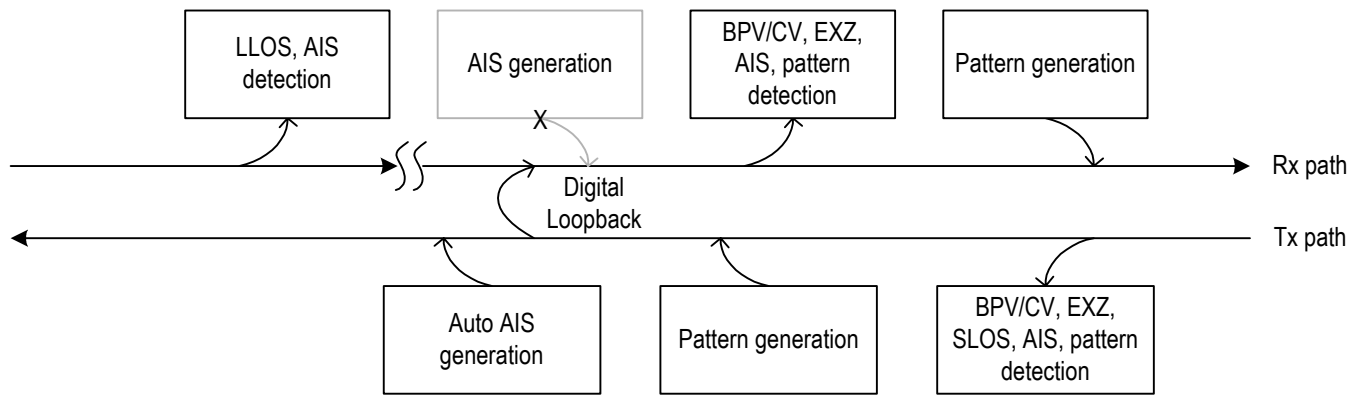 LLOS, AIS
detection
AIS generation
BPV/CV, EXZ,
AIS, pattern
detection
Pattern generation
X
Rx path
Digital
Loopback
Tx path
Auto AIS
generation
Pattern generation
BPV/CV, EXZ,
SLOS, AIS, pattern
detection